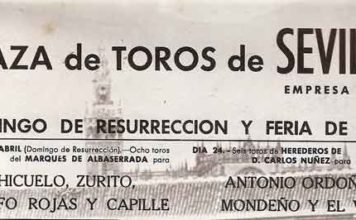 AZA de TOROS de SEVI
EMPRESA
INGO DE RESURRECCION Y FERIA DE
ABRIL (Domingo de Resurrección).—Ocho toros
del MARQUES DE ALBASERRADA para
HICUELO, ZURITO,
FO ROJAS Y CAPILLE
DIA 24.—Seis toros de HEREDEROS de
D. CARLOS NUÑEZ para
ANTONIO ORDOÑ
MONDEÑO Y EL V